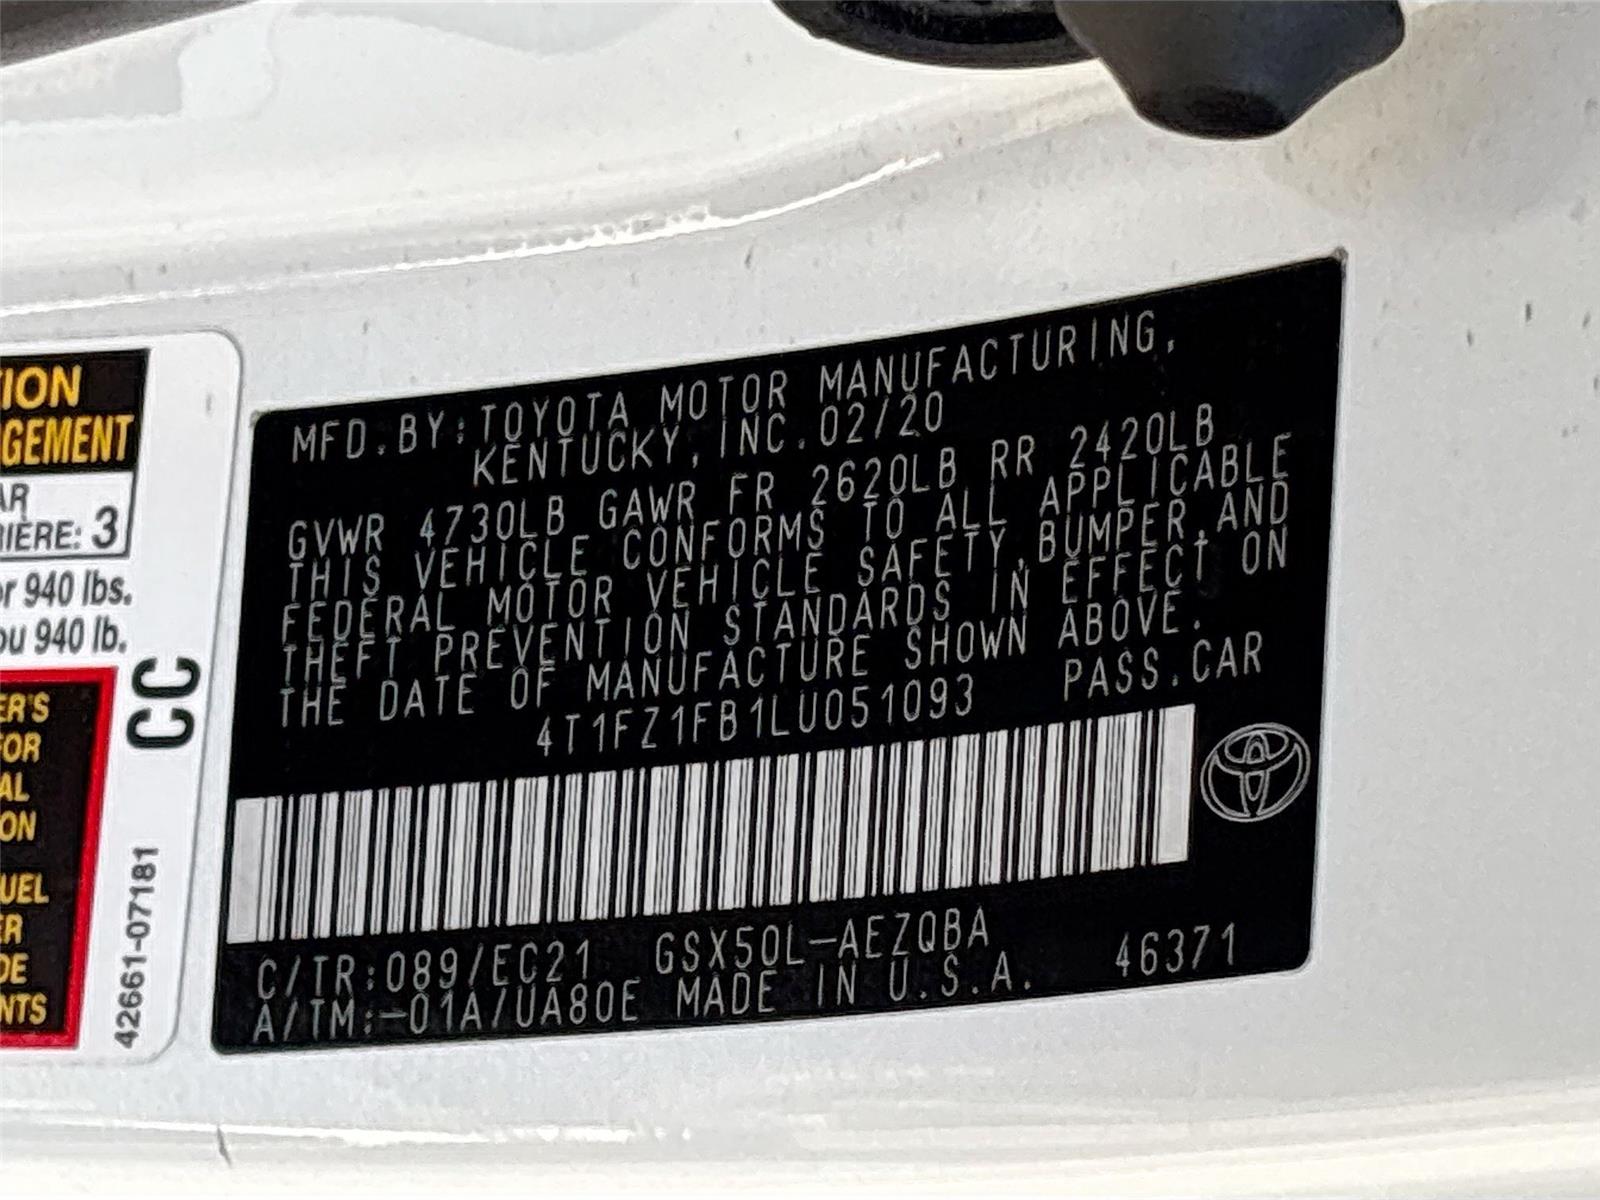 TION
GEMENT
AR
RIÈRE: 3
or 940 lbs.
ou 940 lb.
ER'S
FOR
AL
ON
UEL
ER
DE
NTS
CC
42661-07181
MFD.BY:TOYOTA MOTOR MANUFACTURING,
KENTUCKY,INC.02/20
GVWR 4730LB GAWR FR 2620LB RR 2420LB
THIS VEHICLE CONFORMS TO ALL APPLICABLE
FEDERAL MOTOR VEHICLE SAFETY,BUMPER,AND
THEFT PREVENTION STANDARDS IN EFFECT ON
THE DATE OF MANUFACTURE SHOWN ABOVE.
4T1FZ1FB1LU051093 PASS.CAR
C/TR:089/EC21 GSX50L-AEZQBA
A/TM:-01A/UA80E MADE IN U.S.A. 46371